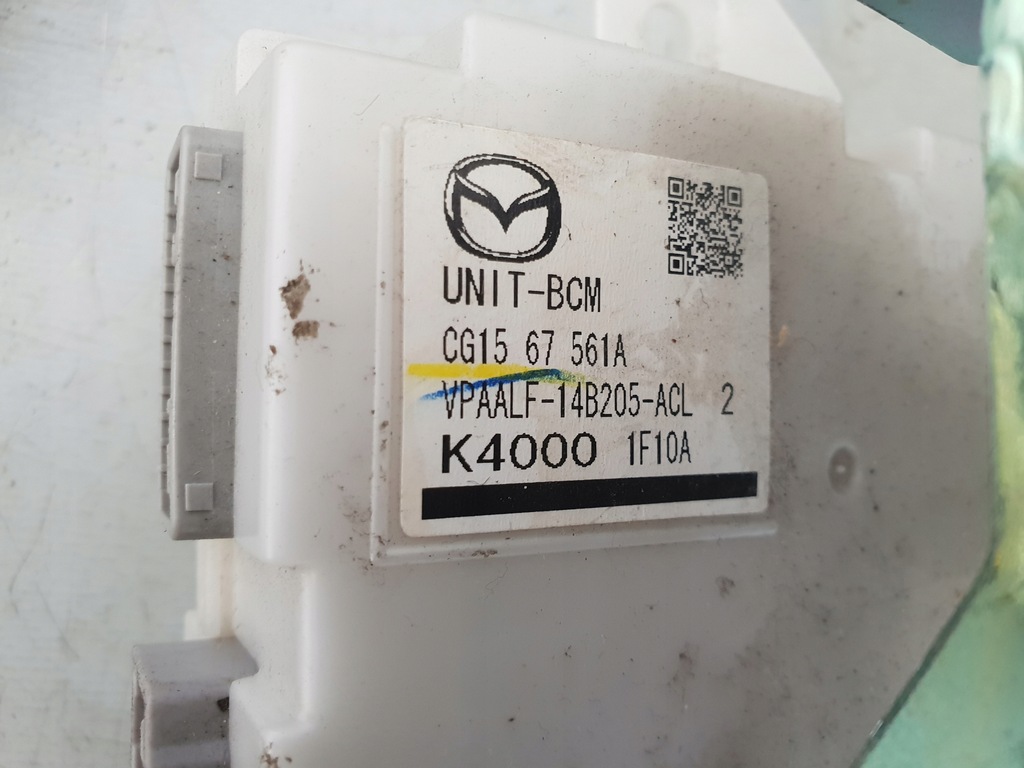 UNIT-BCM
CG15 67 561A
VPAALF-14B205-ACL 2
K4000 1F10A